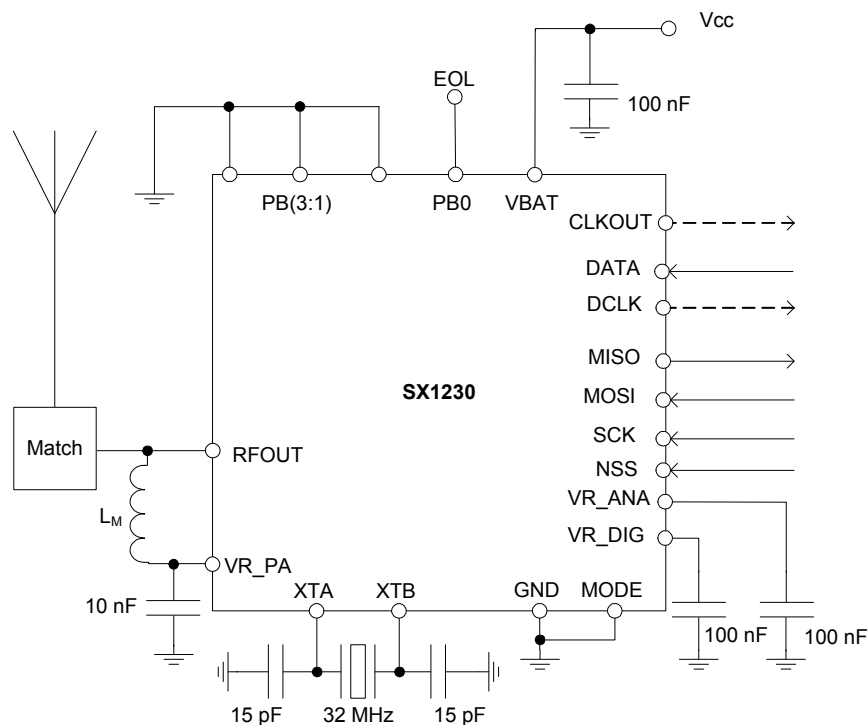 Vcc
EOL
100 nF
PB(3:1)
PB0
VBAT
CLKOUT
DATA
DCLK
MISO
SX1230
MOSI
Match
RFOUT
SCK
NSS
VR_ANA
LM
VR_DIG
VR_PA
XTA
XTB
GND
MODE
10 nF
100 nF
100 nF
15 pF
32 MHz
15 pF